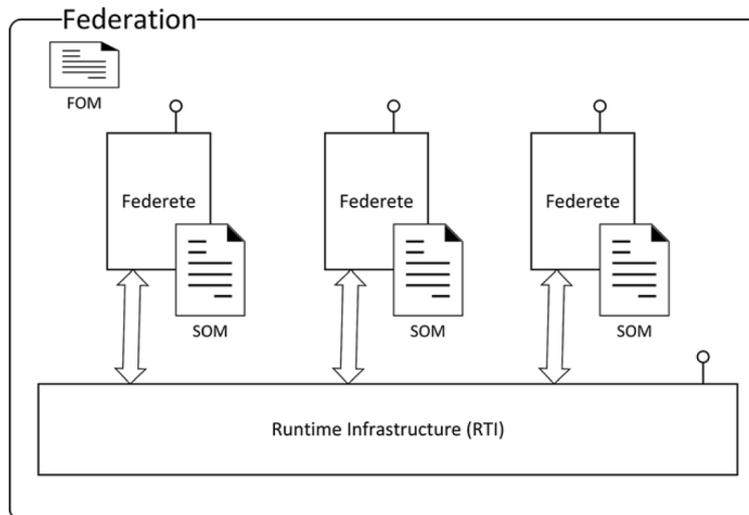 Federation
FOM
Federete
Federete
Federete
SOM
SOM
SOM
Runtime Infrastructure (RTI)